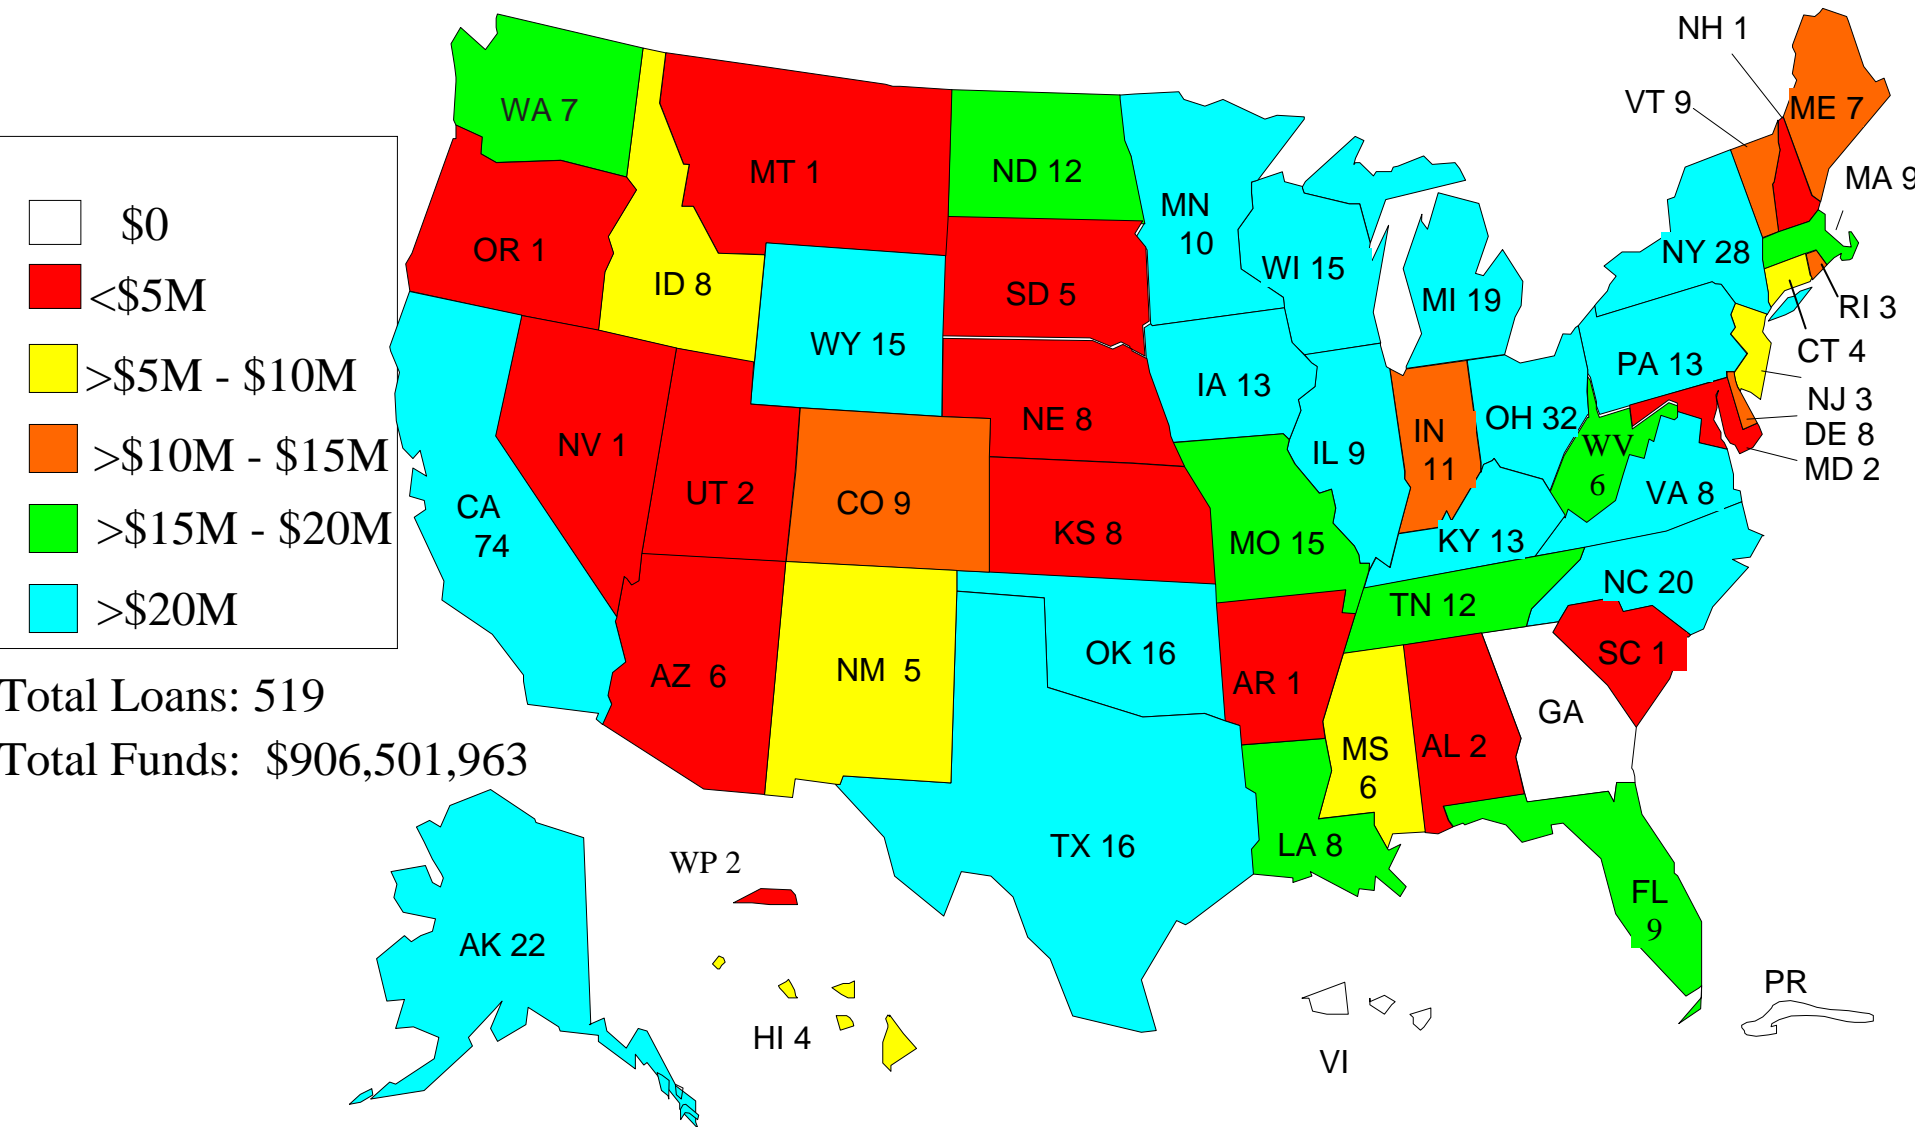 $0
<$5M
>$5M - $10M
>$10M - $15M
>$15M - $20M
>$20M
Total Loans: 519
Total Funds:  $906,501,963
NH 1
VT 9
ME 7
MA 9
WA 7
MT 1
ND 12
MN
10
OR 1
ID 8
SD 5
WI 15
MI 19
NY 28
RI 3
CT 4
WY 15
IA 13
PA 13
NJ 3
DE 8
MD 2
NV 1
UT 2
CO 9
NE 8
IL 9
IN
11
OH 32
WV
6
VA 8
CA
74
KS 8
MO 15
KY 13
NC 20
TN 12
AZ  6
NM  5
OK 16
AR 1
SC 1
GA
MS
6
AL 2
TX 16
LA 8
FL
9
WP 2
AK 22
HI 4
VI
PR